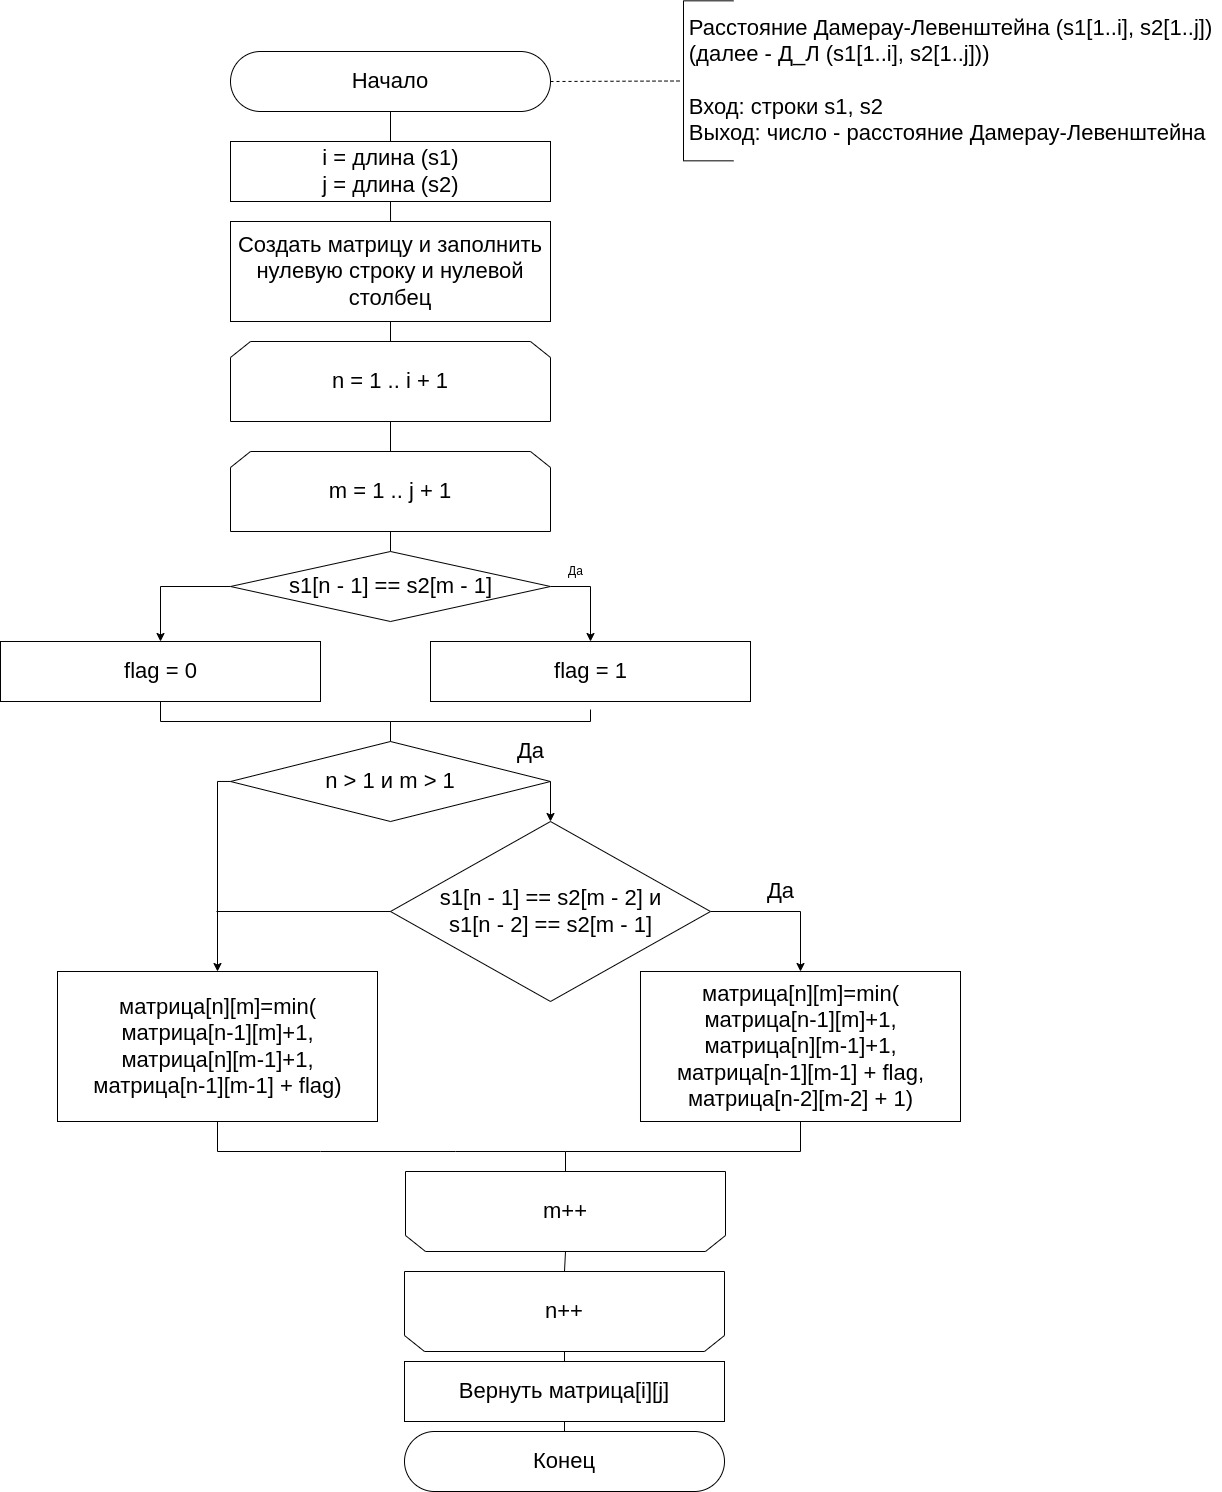 Расстояние Дамерау-Левенштейна (s1[1..i], s2[1..j])
(далее - Д_Л (s1[1..i], s2[1..j]))
Вход: строки s1, s2
Выход: число - расстояние Дамерау-Левенштейна
Начало
i = длина (s1)
j = длина (s2)
Создать матрицу и заполнить
нулевую строку и нулевой
столбец
n = 1 .. i + 1
m = 1 .. j + 1
s1[n - 1] == s2[m - 1]
Да
flag = 0
flag = 1
n > 1 и m > 1
Да
s1[n - 1] == s2[m - 2] и
s1[n - 2] == s2[m - 1]
Да
матрица[n][m]=min(
матрица[n-1][m]+1,
матрица[n][m-1]+1,
матрица[n-1][m-1] + flag)
матрица[n][m]=min(
матрица[n-1][m]+1,
матрица[n][m-1]+1,
матрица[n-1][m-1] + flag,
матрица[n-2][m-2] + 1)
m++
n++
Вернуть матрица[i][j]
Конец